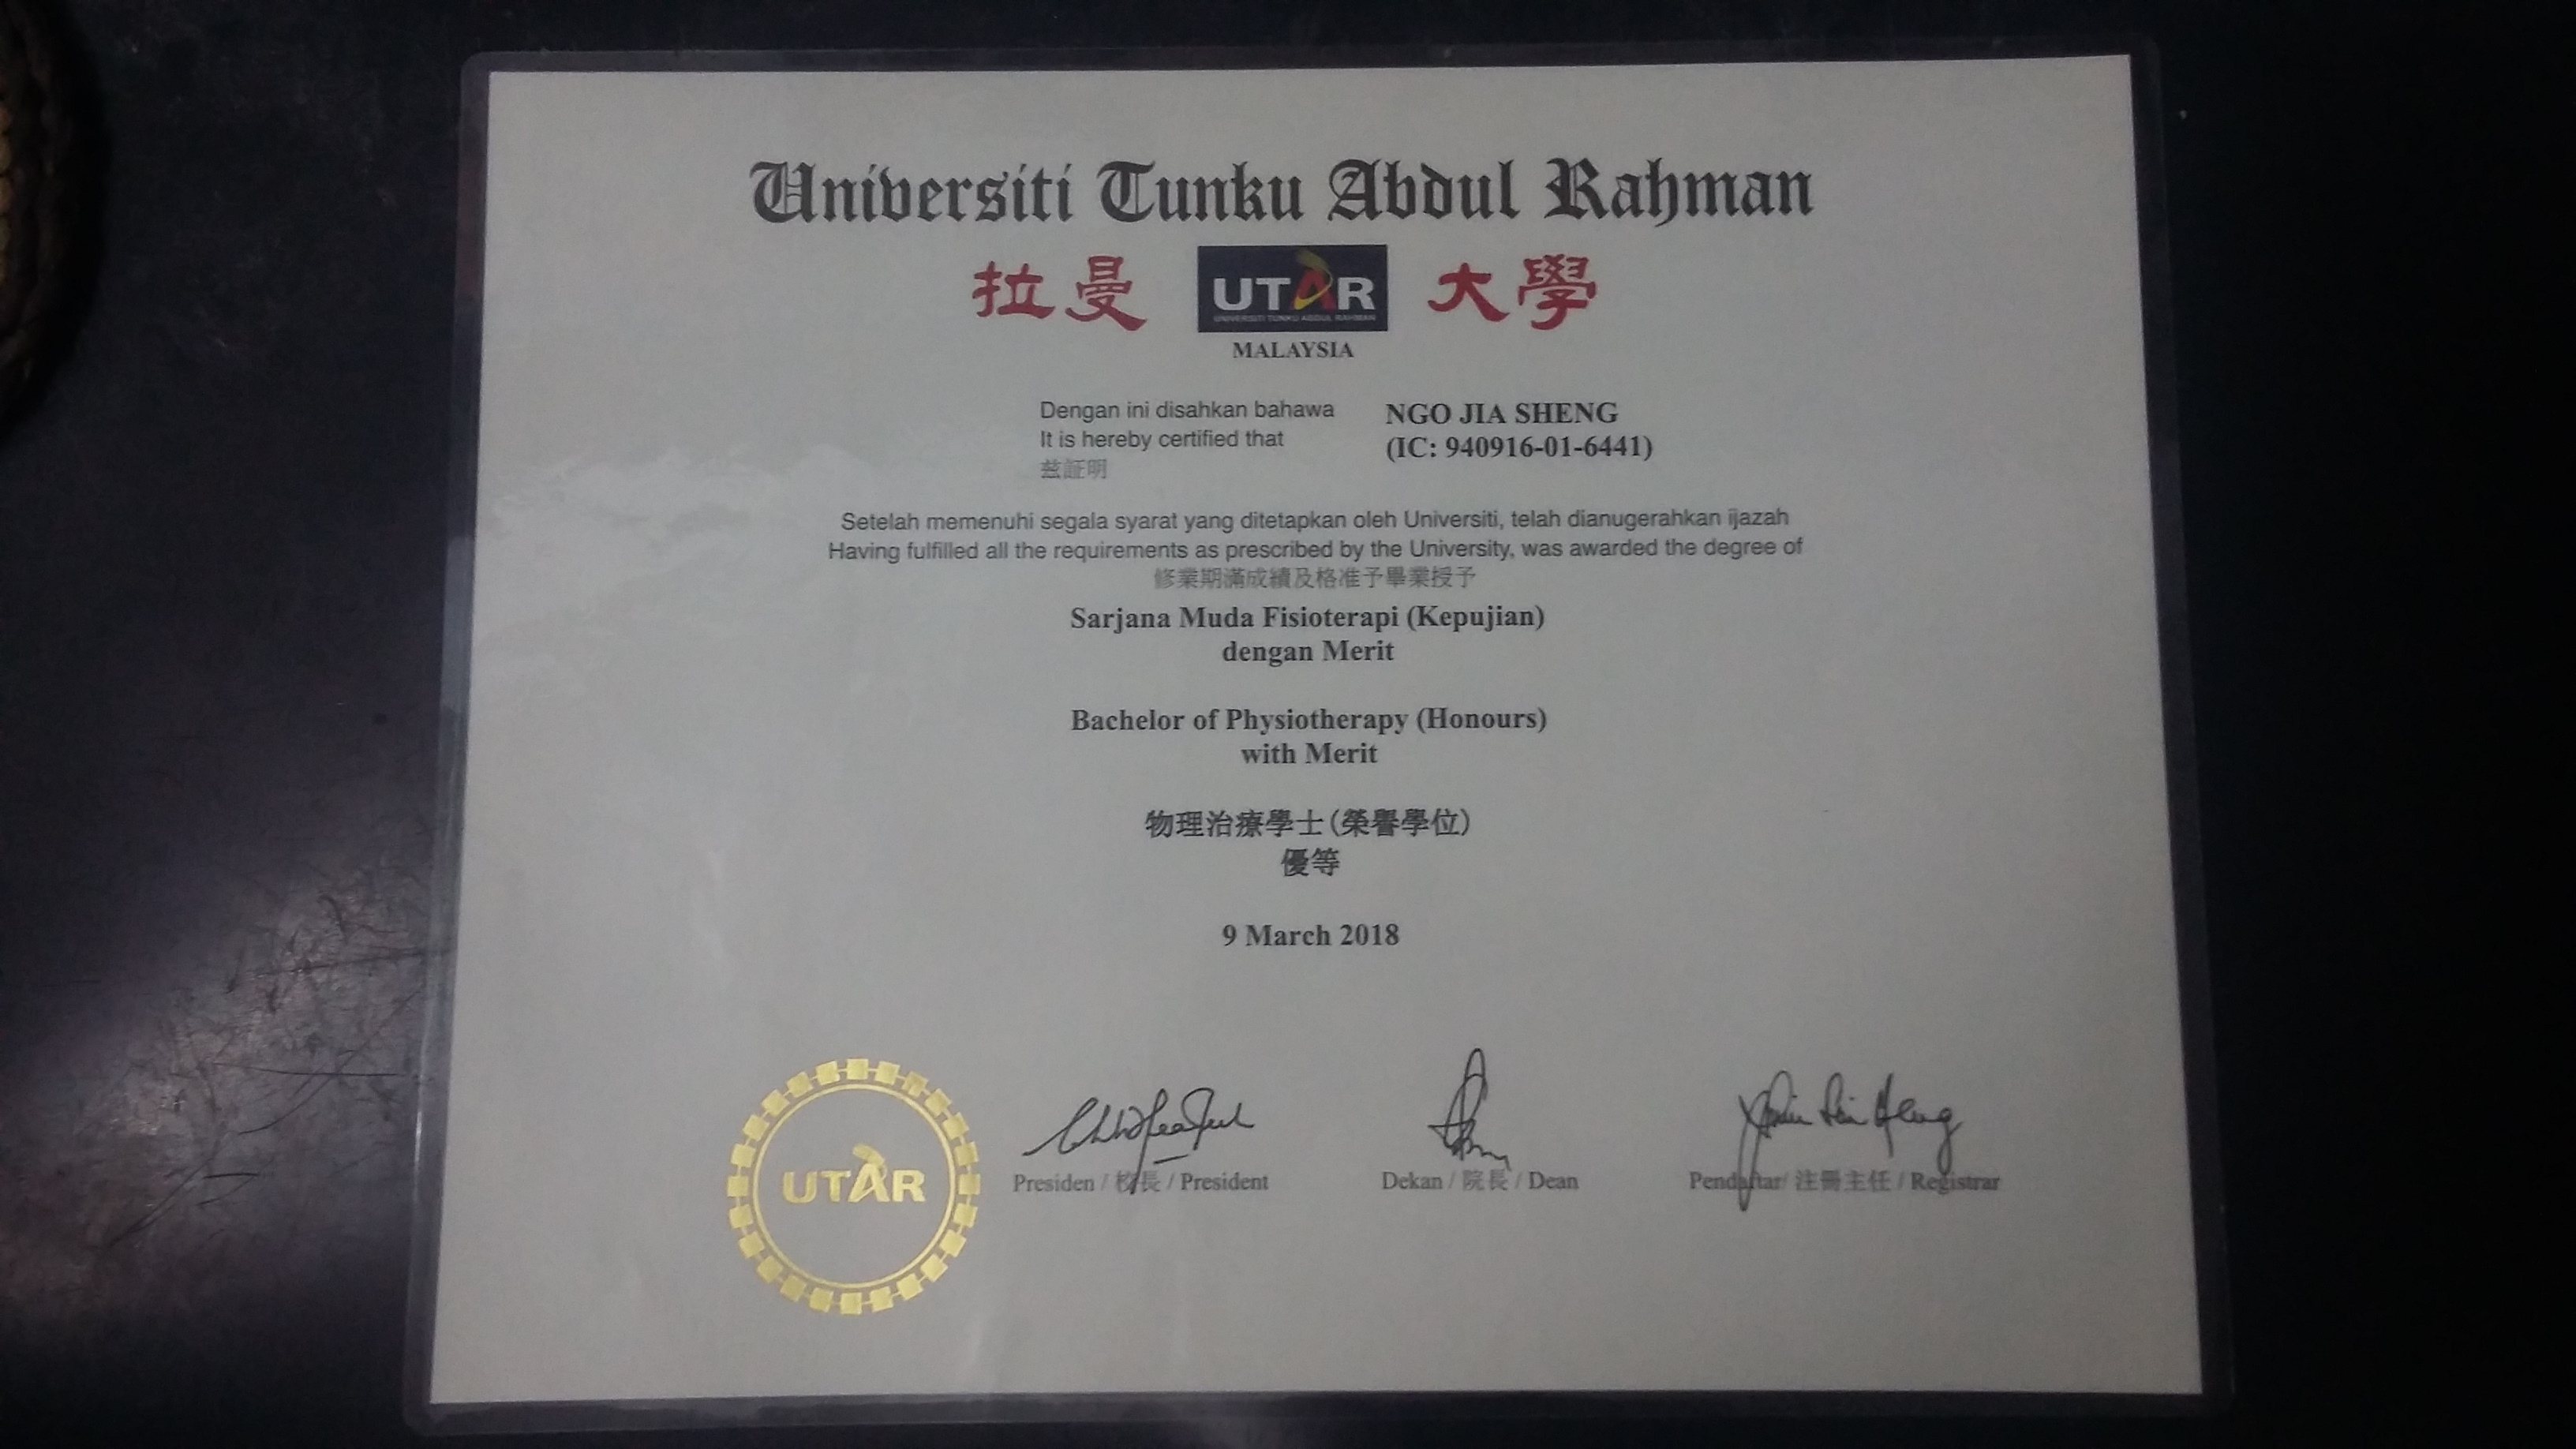 Universiti Tunku Abdul Rahman
拉曼 UTAR 大學
UNIVERSITI TUNKU ABDUL RAHMAN
MALAYSIA
Dengan ini disahkan bahawa NGO JIA SHENG
It is hereby certified that (IC: 940916-01-6441)
茲証明
Setelah memenuhi segala syarat yang ditetapkan oleh Universiti, telah dianugerahkan ijazah
Having fulfilled all the requirements as prescribed by the University, was awarded the degree of
修業期滿成績及格准予畢業授予
Sarjana Muda Fisioterapi (Kepujian)
dengan Merit
Bachelor of Physiotherapy (Honours)
with Merit
物理治療學士(榮譽學位)
優等
9 March 2018
UTAR
Presiden / 校長 / President Dekan / 院長 / Dean Pendaftar/ 注冊主任 / Registrar